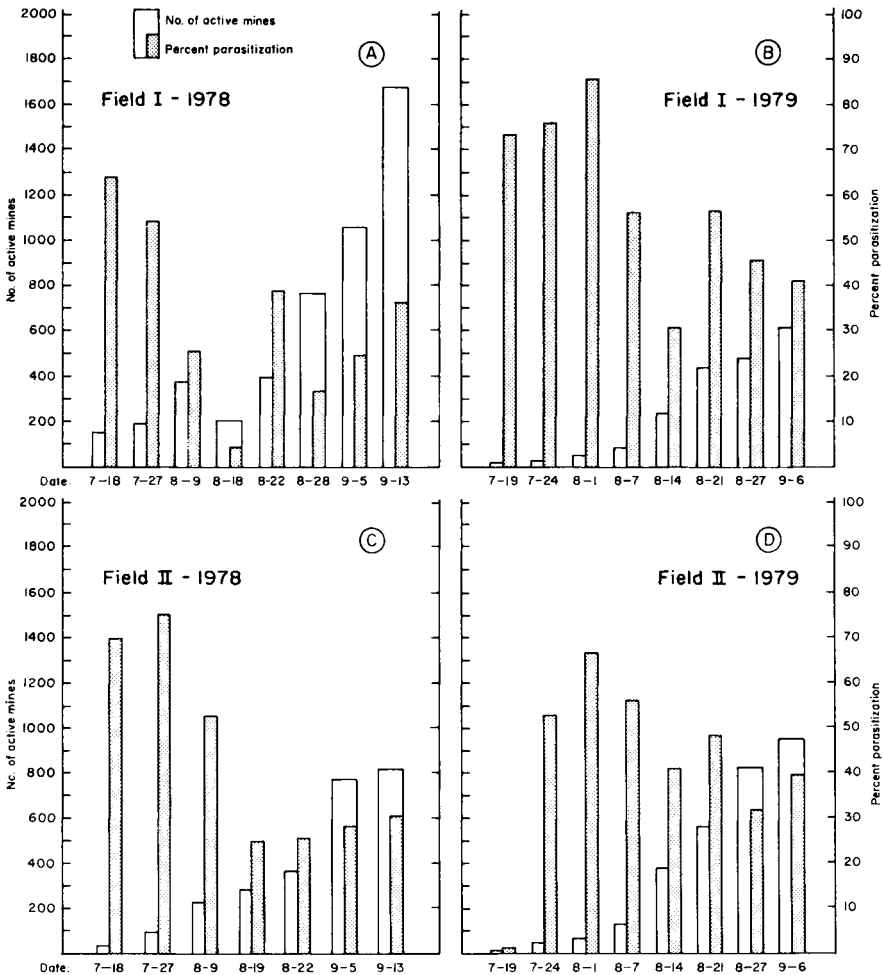 No. of active mines
Percent parasitization
A
Field I - 1978
No. of active mines
2000
1800
1600
1400
1200
1000
800
600
400
200
Date. 7-18 7-27 8-9 8-18 8-22 8-28 9-5 9-13
B
Field I - 1979
Percent parasitization
100
90
80
70
60
50
40
30
20
10
7-19 7-24 8-1 8-7 8-14 8-21 8-27 9-6
C
Field II - 1978
No. of active mines
2000
1800
1600
1400
1200
1000
800
600
400
200
Date. 7-18 7-27 8-9 8-19 8-22 9-5 9-13
D
Field II - 1979
Percent parasitization
100
90
80
70
60
50
40
30
20
10
7-19 7-24 8-1 8-7 8-14 8-21 8-27 9-6